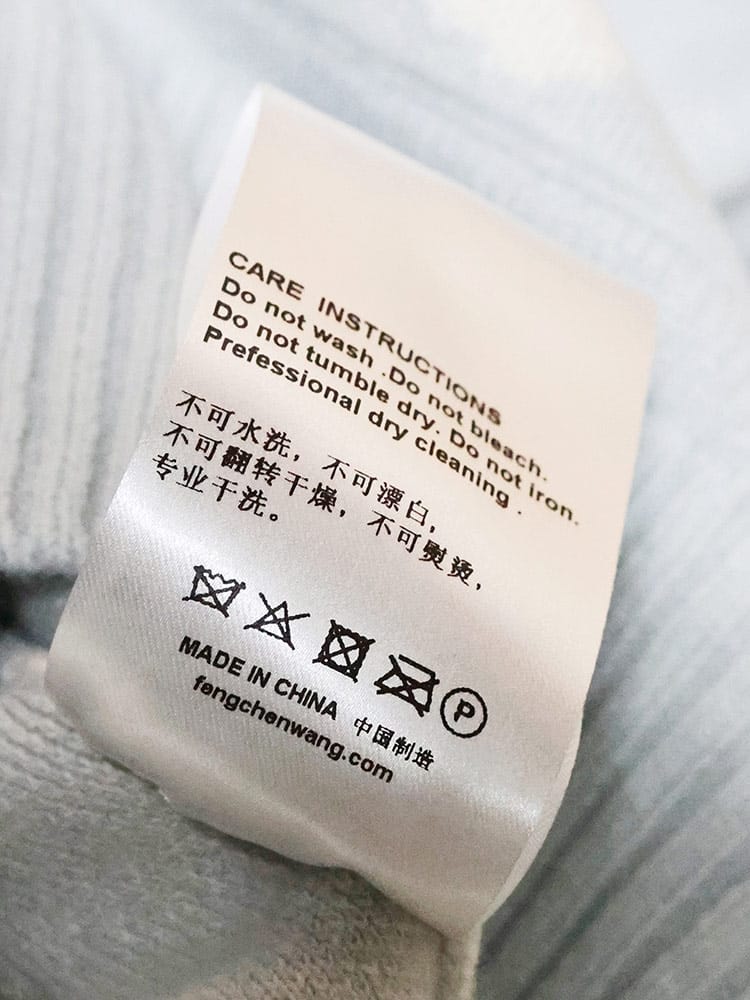 CARE INSTRUCTIONS
Do not wash .Do not bleach.
Do not tumble dry. Do not iron.
Prefessional dry cleaning .
不可水洗，不可漂白，
不可翻转干燥，不可熨烫，
专业干洗。
P
MADE IN CHINA 中国制造
fengchenwang.com